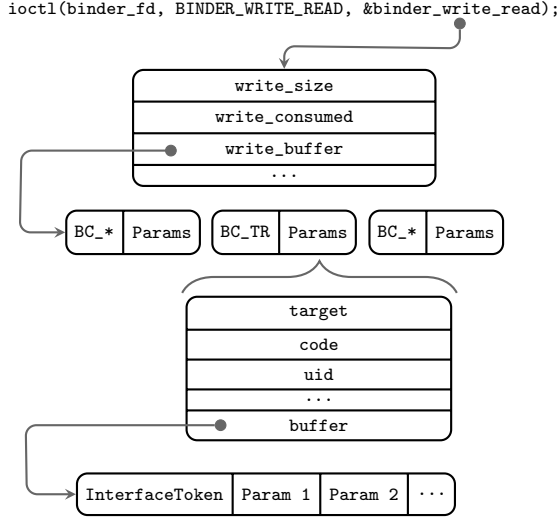 ioctl(binder_fd, BINDER_WRITE_READ, &binder_write_read);
write_size
write_consumed
write_buffer
...
BC_* Params BC_TR Params BC_* Params
target
code
uid
...
buffer
InterfaceToken Param 1 Param 2 ...